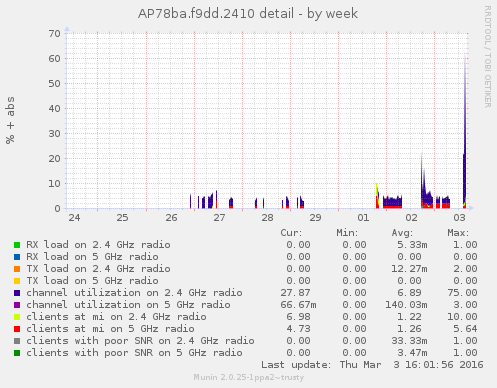 AP78ba.f9dd.2410 detail - by week
RRDTOOL / TOBI OETIKER
% + abs
70
60
50
40
30
20
10
0
24 25 26 27 28 29 01 02 03
Cur: Min: Avg: Max:
RX load on 2.4 GHz radio 0.00 0.00 5.33m 1.00
RX load on 5 GHz radio 0.00 0.00 0.00 0.00
TX load on 2.4 GHz radio 0.00 0.00 12.27m 2.00
TX load on 5 GHz radio 0.00 0.00 0.00 0.00
channel utilization on 2.4 GHz radio 27.87 0.00 6.89 75.00
channel utilization on 5 GHz radio 66.67m 0.00 140.03m 3.00
clients at mi on 2.4 GHz radio 6.98 0.00 1.22 10.00
clients at mi on 5 GHz radio 4.73 0.00 1.26 5.64
clients with poor SNR on 2.4 GHz radio 0.00 0.00 33.33m 1.00
clients with poor SNR on 5 GHz radio 0.00 0.00 3.47m 1.00
Last update: Thu Mar 3 16:01:56 2016
Munin 2.0.25-1ppa2~trusty